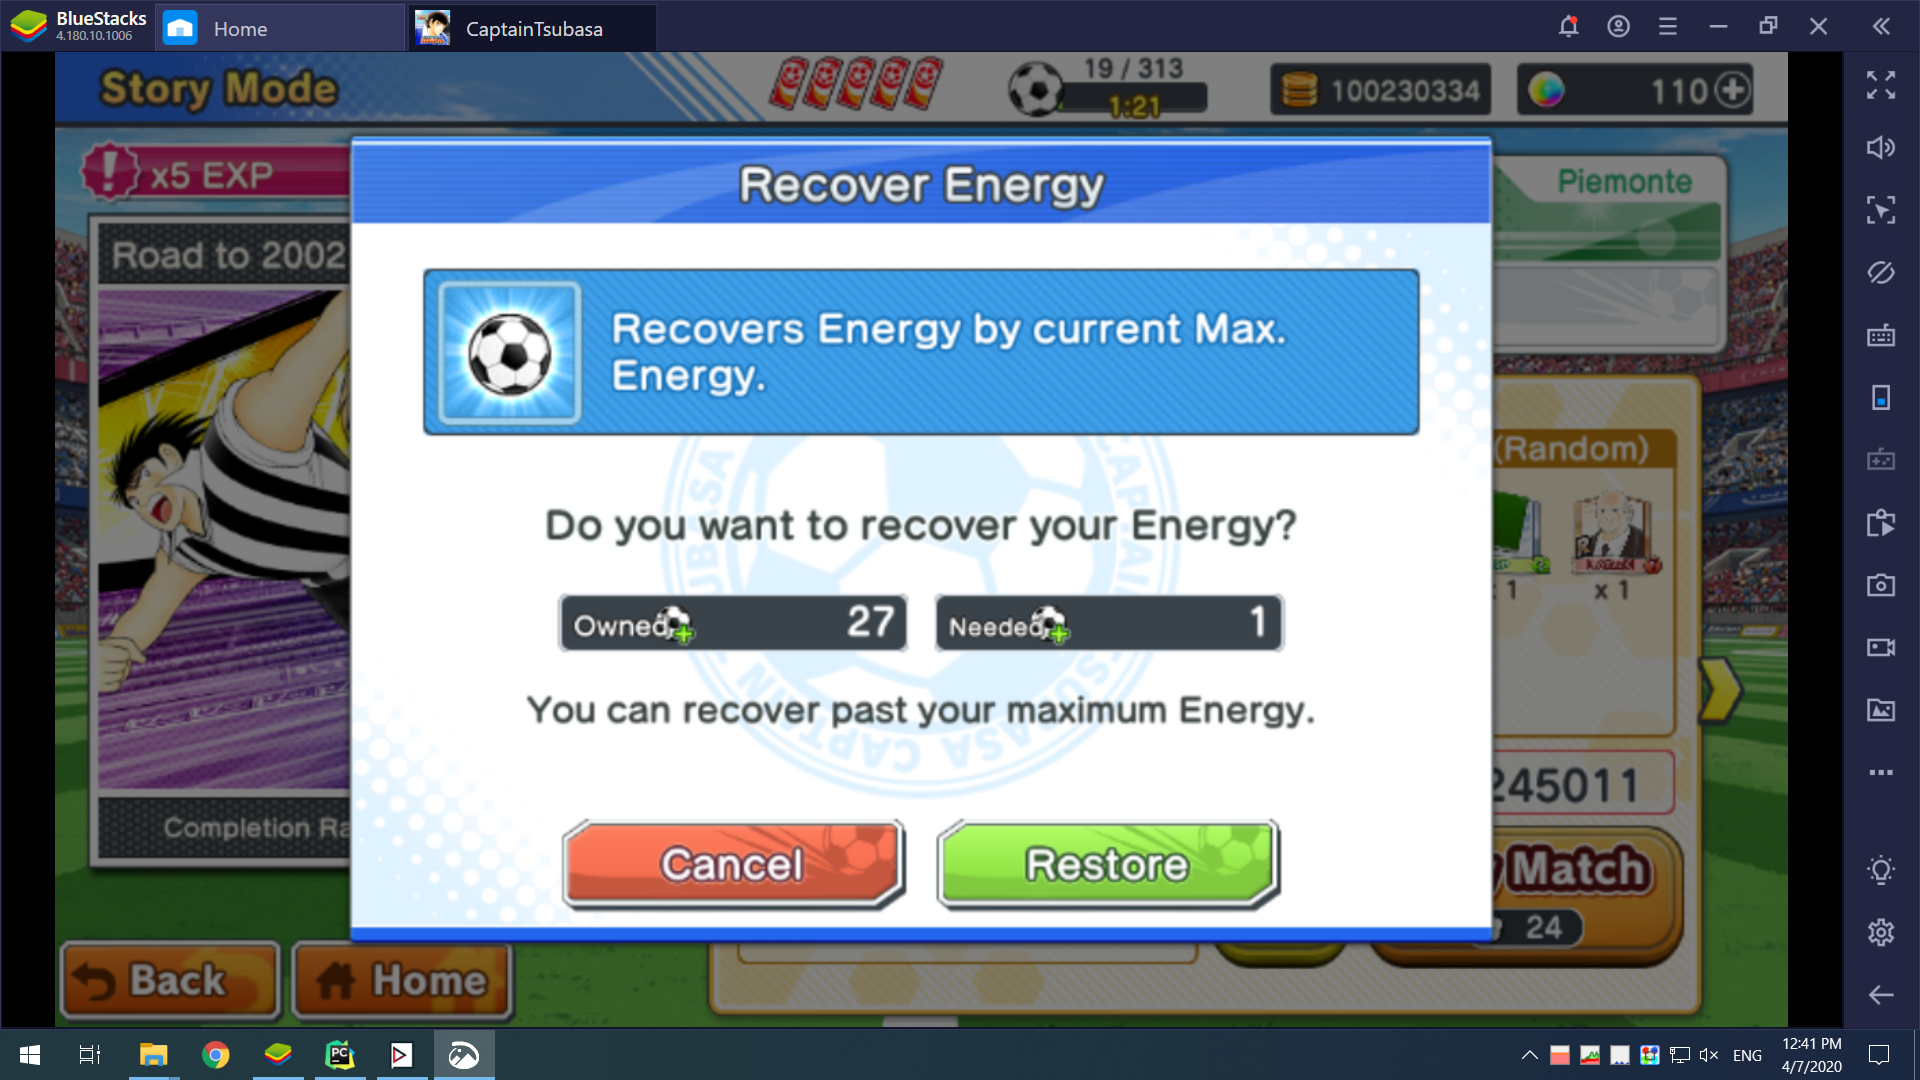 BlueStacks
4.180.10.1006
Home
CaptainTsubasa
Story Mode
19 / 313
1:21
100230334
110
x5 EXP
Recover Energy
Piemonte
Road to 2002
Recovers Energy by current Max.
Energy.
(Random)
Do you want to recover your Energy?
x 1
Owned
27
Needed
1
You can recover past your maximum Energy.
CAPTAIN TSUBASA
245011
Completion Ra
Cancel
Restore
Match
24
Back
Home
ENG
12:41 PM
4/7/2020